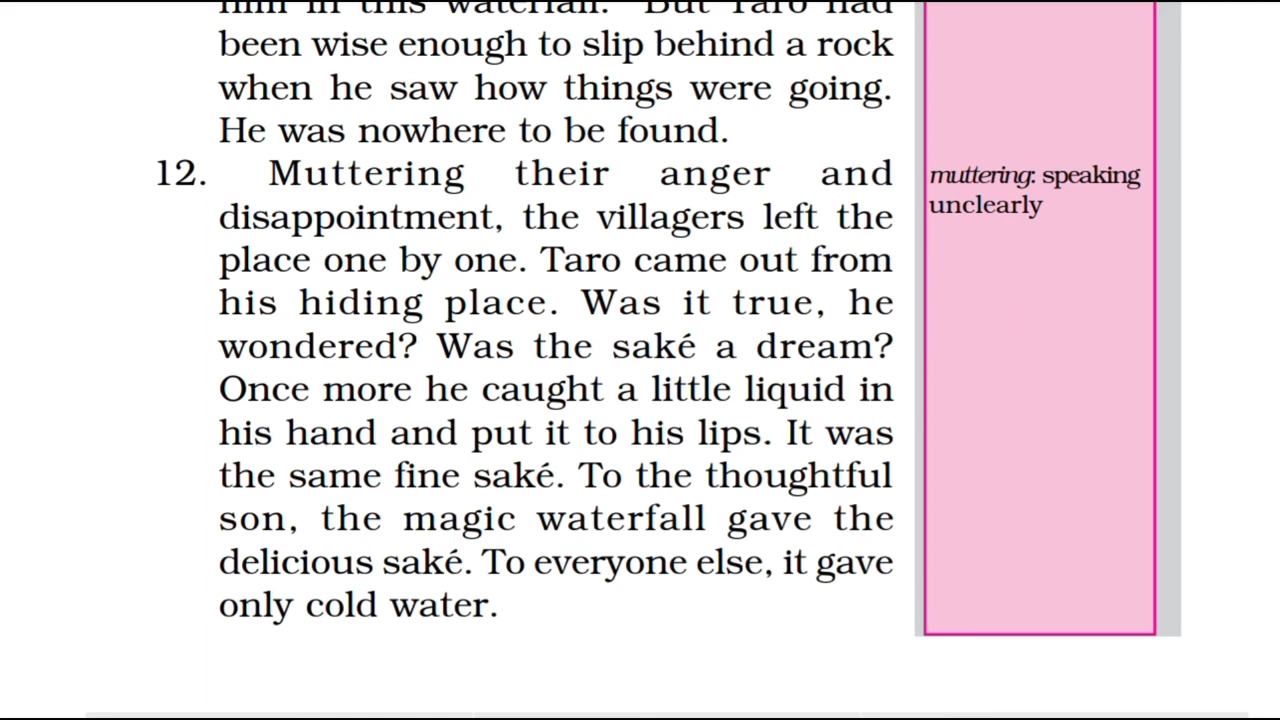 him in this waterfall." But Taro had
been wise enough to slip behind a rock
when he saw how things were going.
He was nowhere to be found.
12. Muttering their anger and
disappointment, the villagers left the
place one by one. Taro came out from
his hiding place. Was it true, he
wondered? Was the saké a dream?
Once more he caught a little liquid in
his hand and put it to his lips. It was
the same fine saké. To the thoughtful
son, the magic waterfall gave the
delicious saké. To everyone else, it gave
only cold water.
muttering: speaking
unclearly